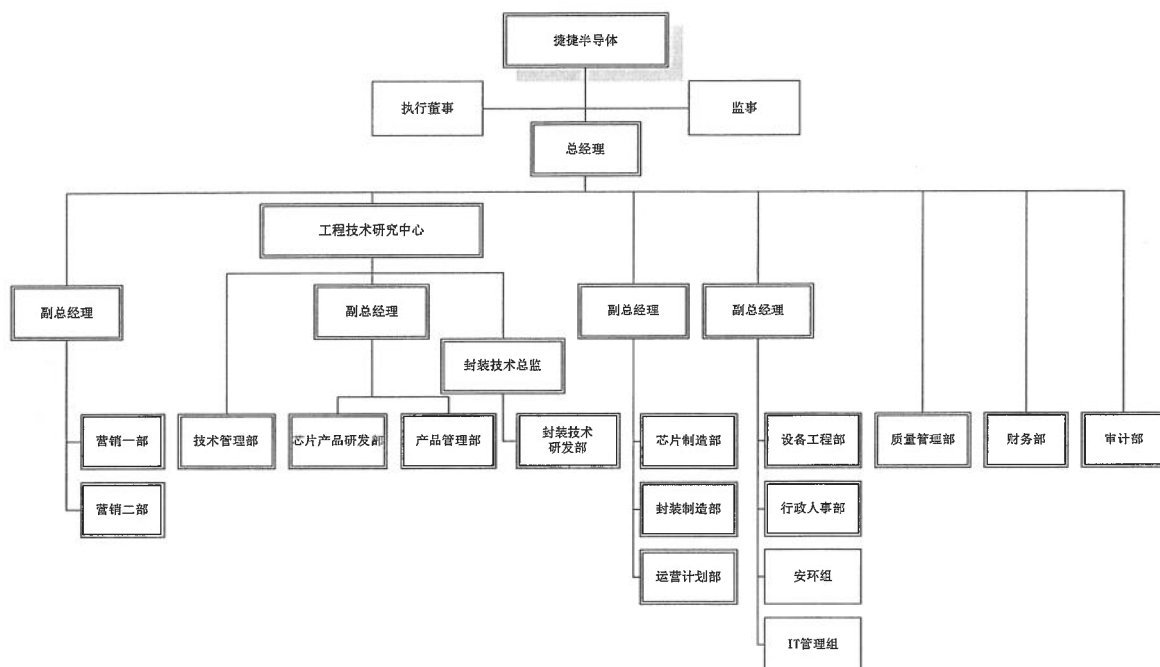 捷捷半导体
执行董事
监事
总经理
工程技术研究中心
副总经理
副总经理
副总经理
副总经理
封装技术总监
营销一部
技术管理部
芯片产品研发部
产品管理部
封装技术
研发部
芯片制造部
设备工程部
质量管理部
财务部
审计部
营销二部
封装制造部
行政人事部
运营计划部
安环组
IT管理组